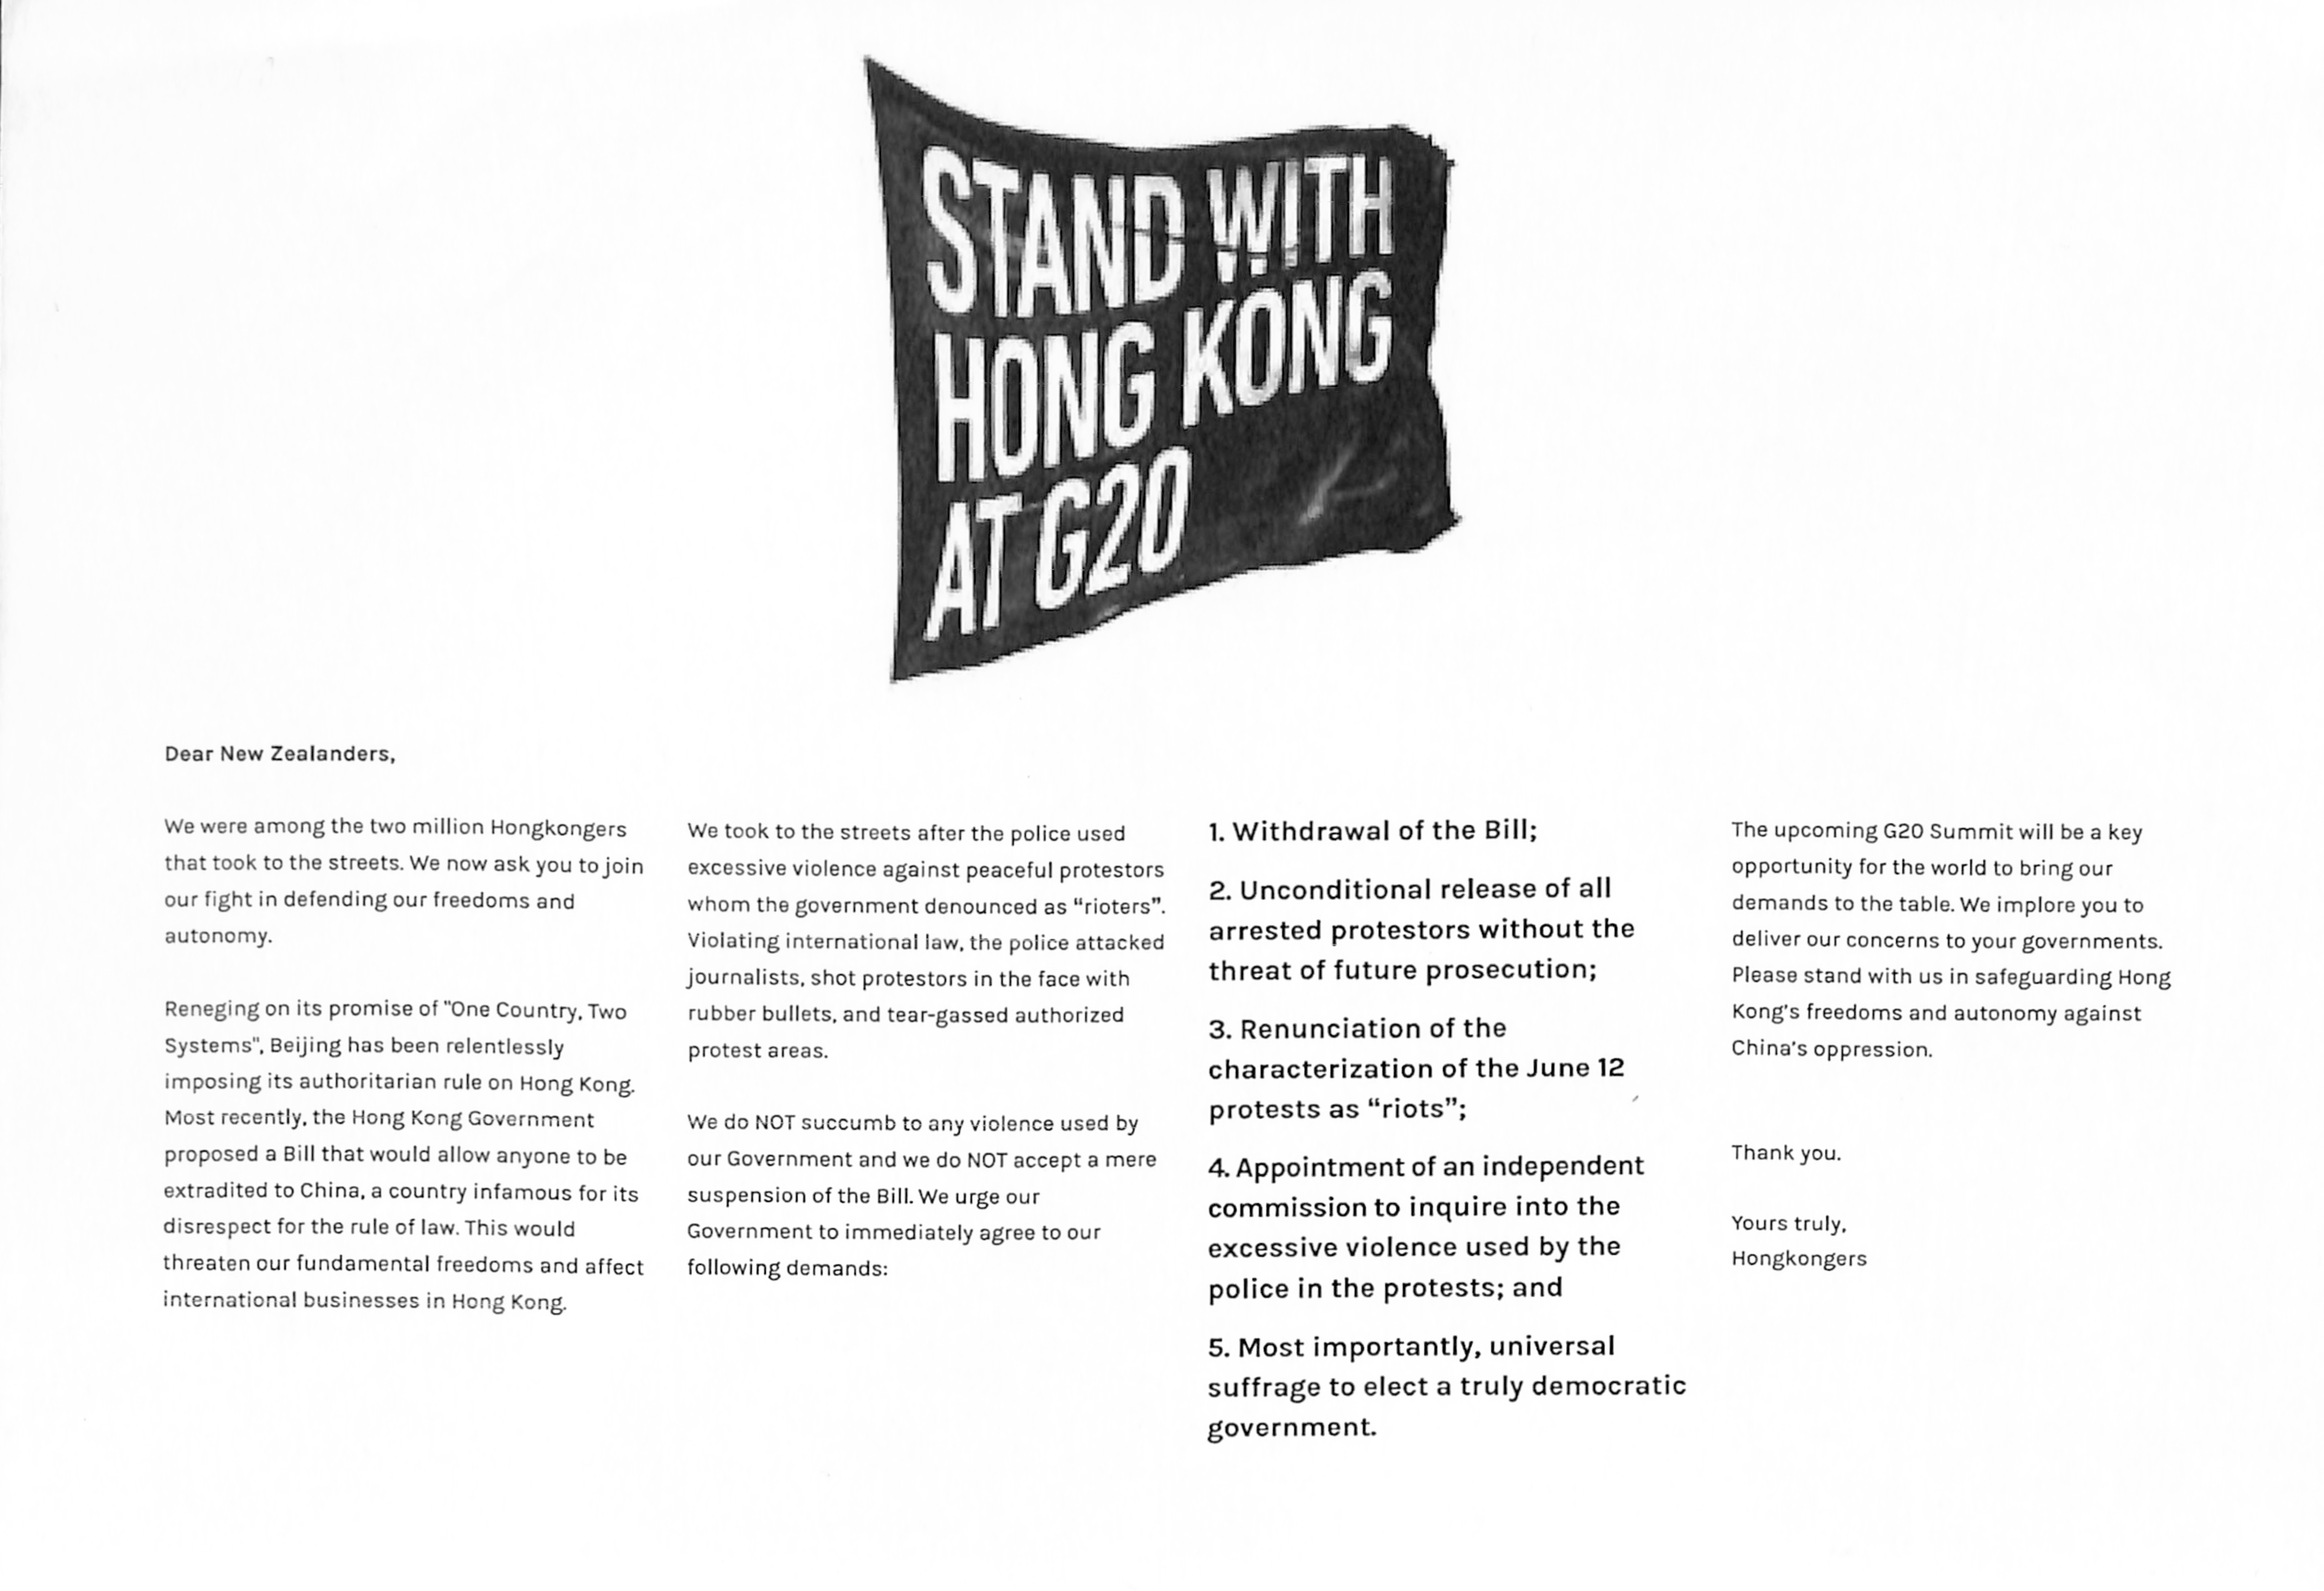 STAND WITH
HONG KONG
AT G20
Dear New Zealanders,
We were among the two million Hongkongers
that took to the streets. We now ask you to join
our fight in defending our freedoms and
autonomy.
Reneging on its promise of "One Country, Two
Systems", Beijing has been relentlessly
imposing its authoritarian rule on Hong Kong.
Most recently, the Hong Kong Government
proposed a Bill that would allow anyone to be
extradited to China, a country infamous for its
disrespect for the rule of law. This would
threaten our fundamental freedoms and affect
international businesses in Hong Kong.
We took to the streets after the police used
excessive violence against peaceful protestors
whom the government denounced as “rioters”.
Violating international law, the police attacked
journalists, shot protestors in the face with
rubber bullets, and tear-gassed authorized
protest areas.
We do NOT succumb to any violence used by
our Government and we do NOT accept a mere
suspension of the Bill. We urge our
Government to immediately agree to our
following demands:
1. Withdrawal of the Bill;
2. Unconditional release of all
arrested protestors without the
threat of future prosecution;
3. Renunciation of the
characterization of the June 12
protests as “riots”;
4. Appointment of an independent
commission to inquire into the
excessive violence used by the
police in the protests; and
5. Most importantly, universal
suffrage to elect a truly democratic
government.
The upcoming G20 Summit will be a key
opportunity for the world to bring our
demands to the table. We implore you to
deliver our concerns to your governments.
Please stand with us in safeguarding Hong
Kong's freedoms and autonomy against
China's oppression.
Thank you.
Yours truly,
Hongkongers